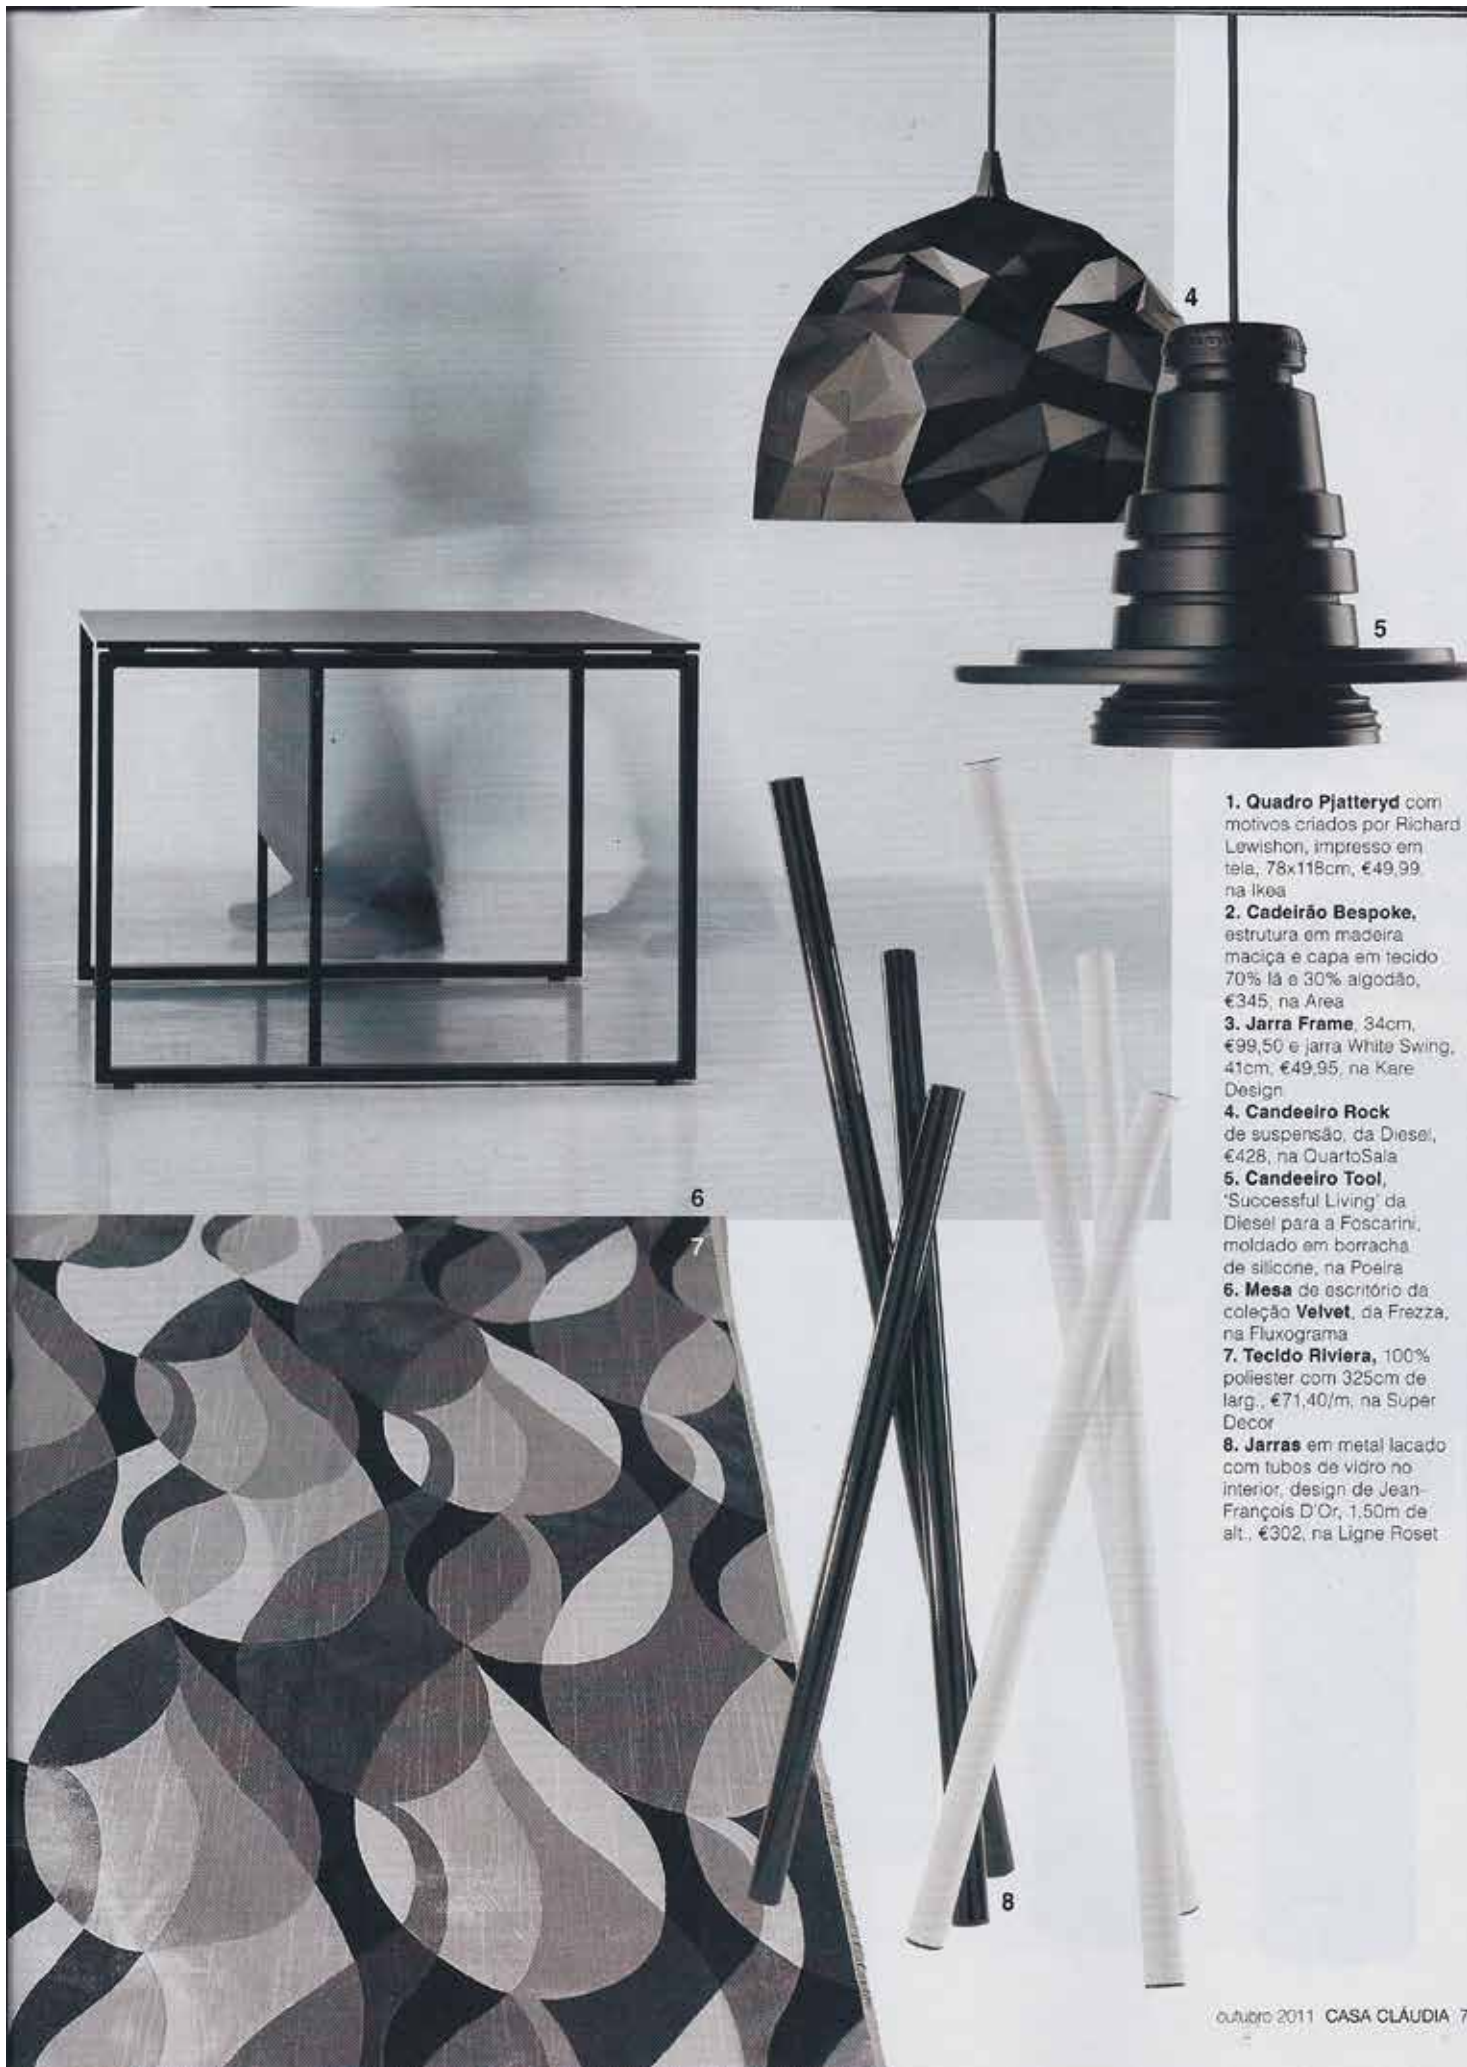 4
5
1. Quadro Pjatteryd com
motivos criados por Richard
Lewishon, impresso em
tela, 78x118cm, €49,99
na Ikea
2. Cadeirão Bespoke,
estrutura em madeira
maciça e capa em tecido
70% lã e 30% algodão,
€345, na Area
3. Jarra Frame, 34cm,
€99,50 e jarra White Swing,
41cm, €49,95, na Kare
Design
4. Candeeiro Rock
de suspensão, da Diesel,
€428, na QuartoSala
5. Candeeiro Tool,
'Successful Living' da
Diesel para a Foscarini,
moldado em borracha
de silicone, na Poeira
6. Mesa de escritório da
coleção Velvet, da Frezza,
na Fluxograma
7. Tecido Riviera, 100%
poliester com 325cm de
larg., €71,40/m, na Super
Decor
8. Jarras em metal lacado
com tubos de vidro no
interior, design de Jean-
François D'Or, 1,50m de
alt., €302, na Ligne Roset
6
7
8
outubro 2011 CASA CLÁUDIA 7